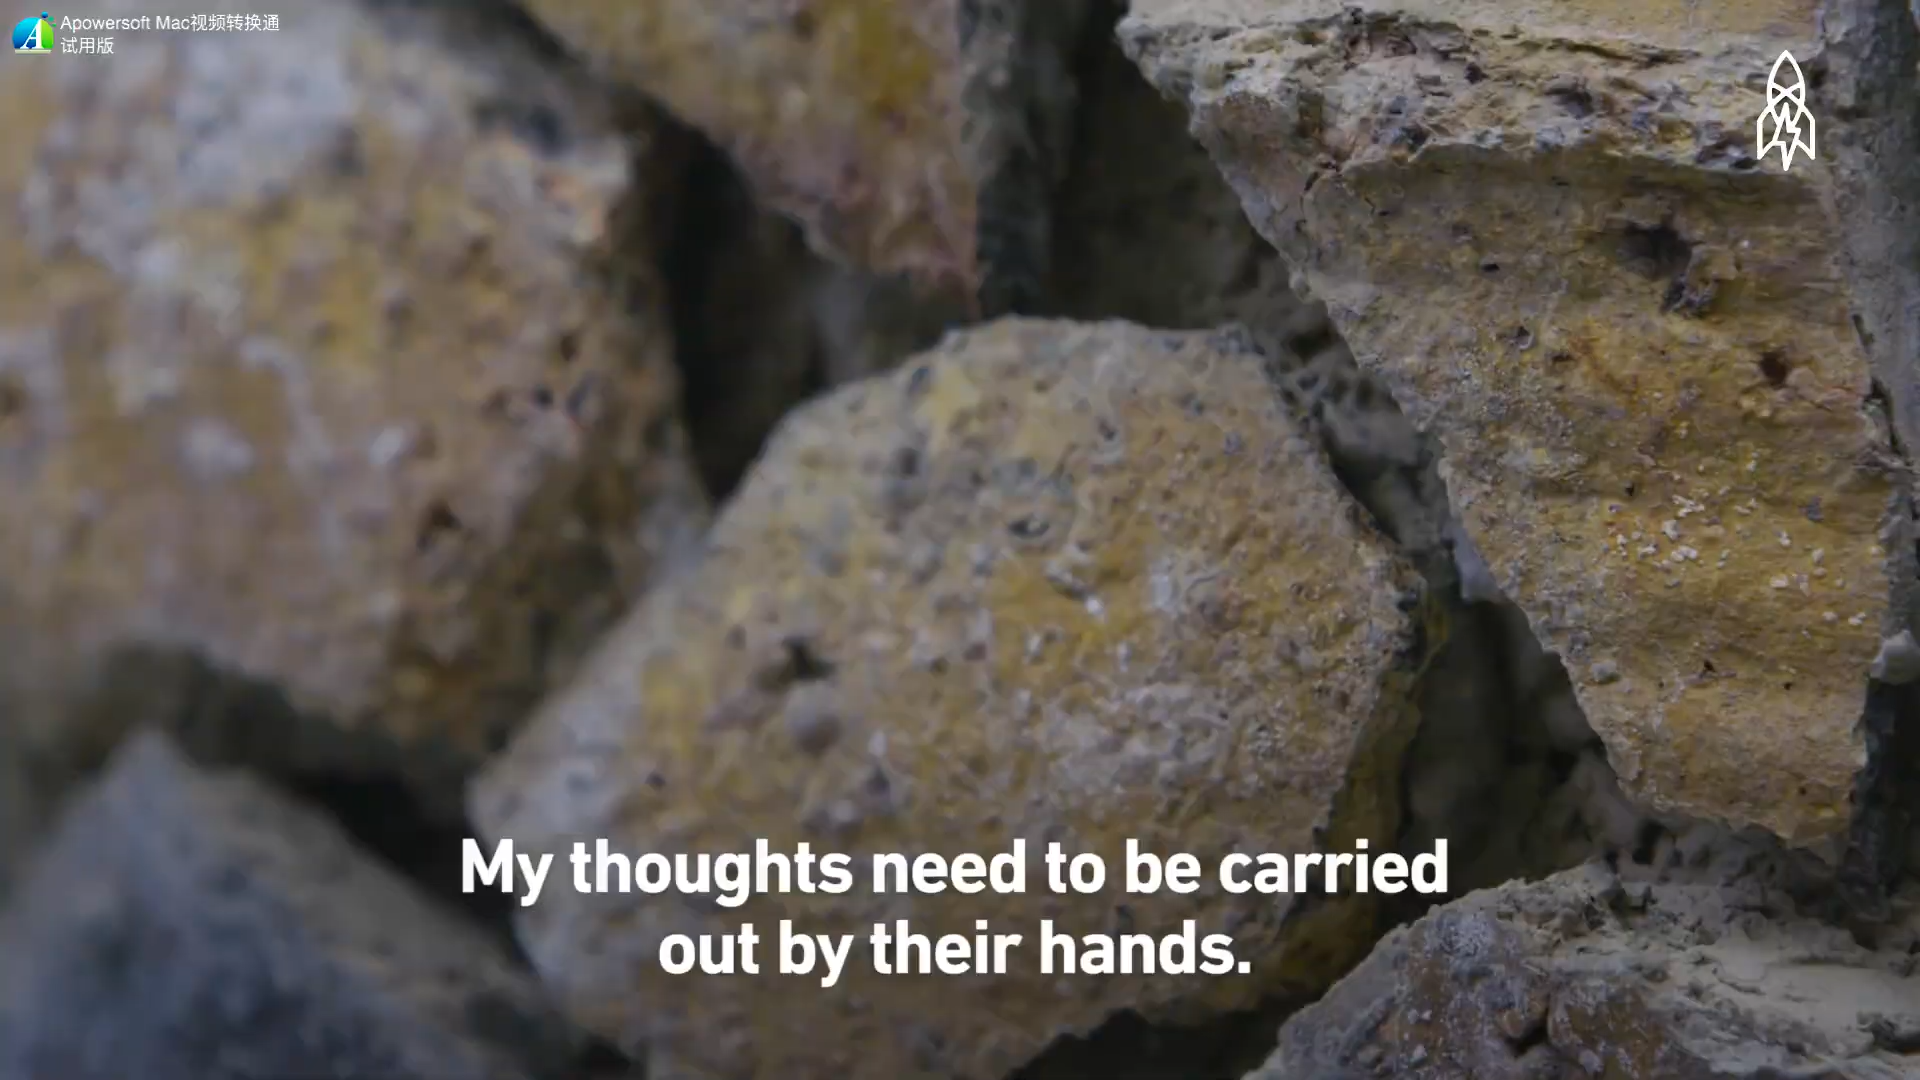 Apowersoft Mac视频转换通
试用版
My thoughts need to be carried
out by their hands.